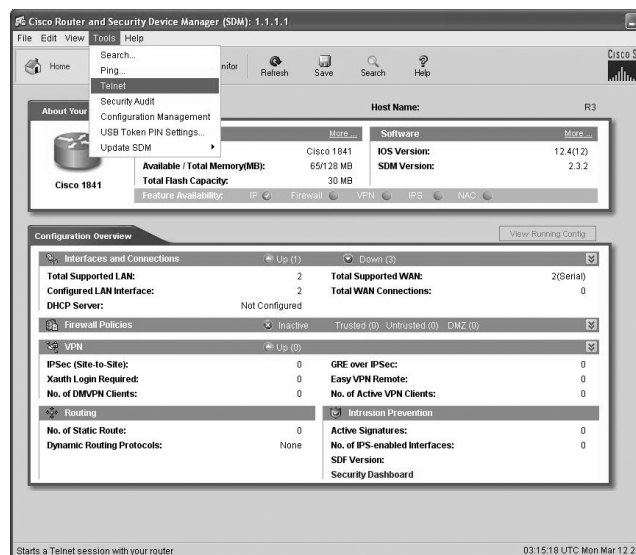 Cisco Router and Security Device Manager (SDM): 1.1.1.1
File Edit View Tools Help
Cisco S
Home
Search...
Ping...
Telnet
Security Audit
Configuration Management
USB Token PIN Settings...
Update SDM
nitor
Refresh
Save
Search
Help
About Your
Host Name: R3
More ...
Software More ...
Cisco 1841
IOS Version: 12.4(12)
Available / Total Memory(MB): 65/128 MB
SDM Version: 2.3.2
Total Flash Capacity: 30 MB
Cisco 1841
Feature Availability: IP Firewall VPN IPS NAC
Configuration Overview
View Running Config
Interfaces and Connections Up (1) Down (3)
Total Supported LAN: 2
Total Supported WAN: 2(Serial)
Configured LAN Interface: 2
Total WAN Connections: 0
DHCP Server: Not Configured
Firewall Policies Inactive Trusted (0) Untrusted (0) DMZ (0)
VPN Up (0)
IPSec (Site-to-Site): 0
GRE over IPSec: 0
Xauth Login Required: 0
Easy VPN Remote: 0
No. of DMVPN Clients: 0
No. of Active VPN Clients: 0
Routing
Intrusion Prevention
No. of Static Route: 0
Active Signatures: 0
Dynamic Routing Protocols: None
No. of IPS-enabled Interfaces: 0
SDF Version:
Security Dashboard
Starts a Telnet session with your router
03:15:18 UTC Mon Mar 12 2